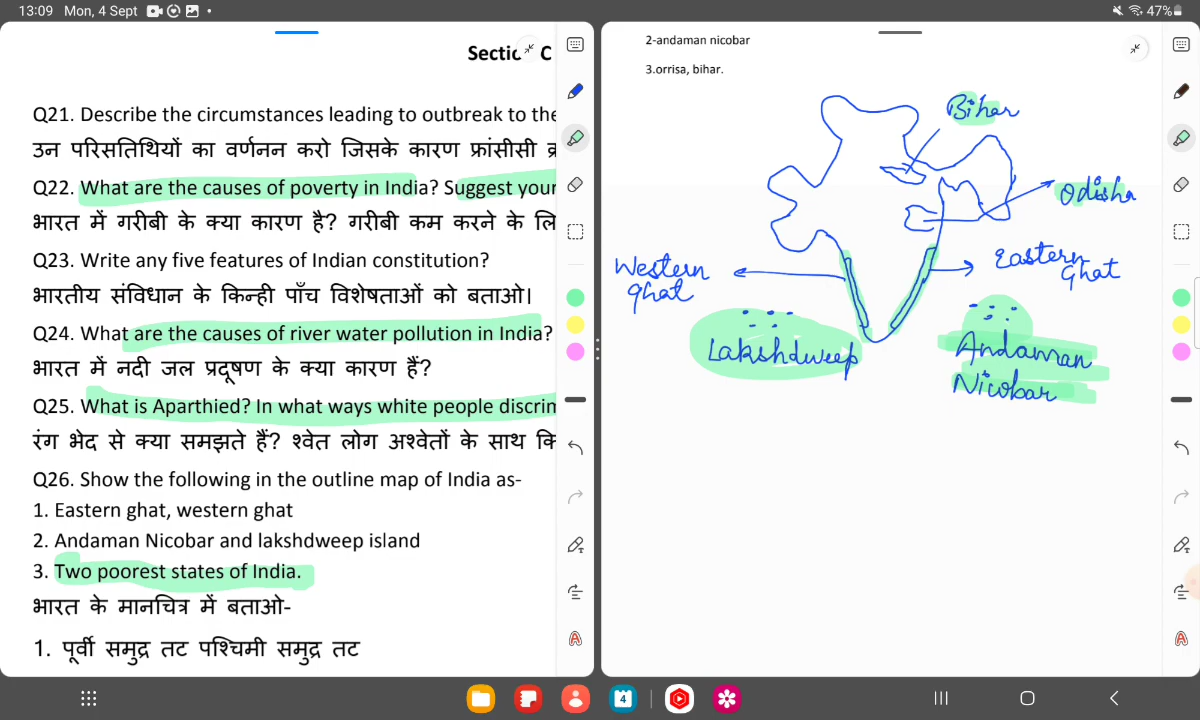 13:09 Mon, 4 Sept
47%
Sectio C
Q21. Describe the circumstances leading to outbreak to the
उन परिसतिथियों का वर्णनन करो जिसके कारण फ्रांसीसी क्र
Q22. What are the causes of poverty in India? Suggest your
भारत में गरीबी के क्या कारण है? गरीबी कम करने के लि
Q23. Write any five features of Indian constitution?
भारतीय संविधान के किन्ही पाँच विशेषताओं को बताओ।
Q24. What are the causes of river water pollution in India?
भारत में नदी जल प्रदूषण के क्या कारण हैं?
Q25. What is Aparthied? In what ways white people discrim
रंग भेद से क्या समझते हैं? श्वेत लोग अश्वेतों के साथ कि
Q26. Show the following in the outline map of India as-
1. Eastern ghat, western ghat
2. Andaman Nicobar and lakshdweep island
3. Two poorest states of India.
भारत के मानचित्र में बताओ-
1. पूर्वी समुद्र तट पश्चिमी समुद्र तट
2-andaman nicobar
3.orrisa, bihar.
Bihar
Odisha
Western
ghat
Eastern
Ghat
Lakshdweep
Andaman
Nicobar
4